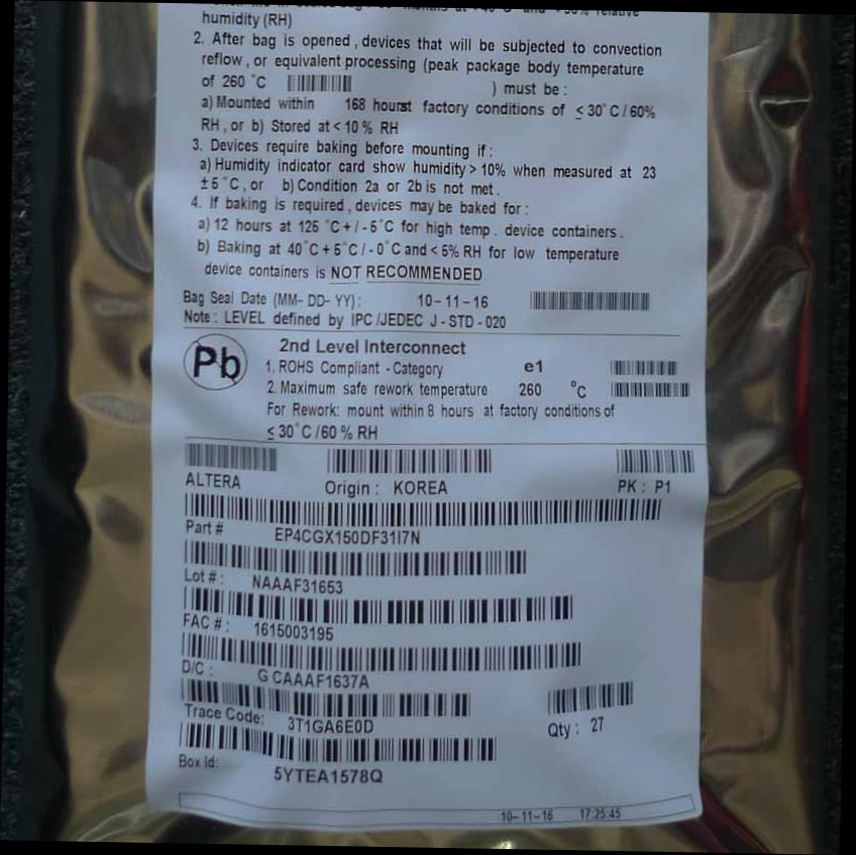 humidity (RH)
2. After bag is opened, devices that will be subjected to convection
reflow, or equivalent processing (peak package body temperature
of 260 °C ) must be:
a) Mounted within 168 hourst factory conditions of ≤ 30°C/60%
RH, or b) Stored at < 10 % RH
3. Devices require baking before mounting if:
a) Humidity indicator card show humidity > 10% when measured at 23
±5°C, or b) Condition 2a or 2b is not met.
4. If baking is required, devices may be baked for:
a) 12 hours at 125 °C +/- 5°C for high temp. device containers.
b) Baking at 40°C + 5°C/- 0°C and < 5% RH for low temperature
device containers is NOT RECOMMENDED
Bag Seal Date (MM- DD- YY): 10-11-16
Note: LEVEL defined by IPC/JEDEC J-STD-020
Pb
2nd Level Interconnect
1. ROHS Compliant - Category e1
2. Maximum safe rework temperature 260 °C
For Rework: mount within 8 hours at factory conditions of
≤ 30°C/60 % RH
ALTERA Origin: KOREA PK: P1
Part # EP4CGX150DF31I7N
Lot #: NAAAF31653
FAC #: 1615003195
D/C: G CAAAF1637A
Trace Code: 3T1GA6E0D Qty: 27
Box Id: 5YTEA1578Q
10-11-16 17:25:45